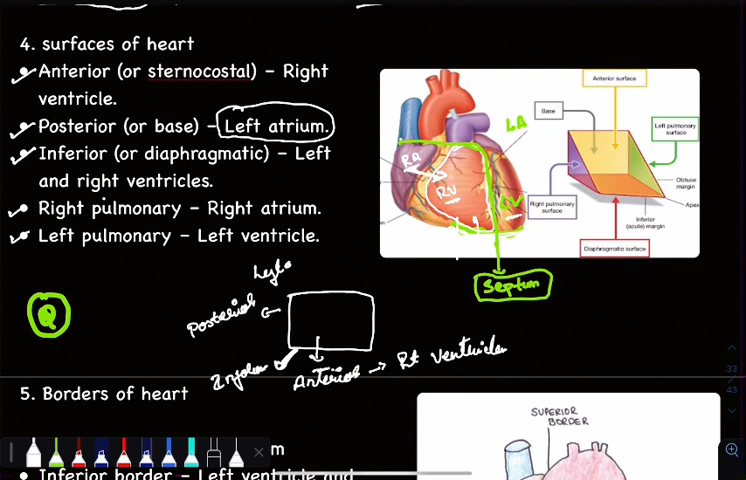 4. surfaces of heart
Anterior (or sternocostal) – Right
ventricle.
Posterior (or base) – Left atrium.
Inferior (or diaphragmatic) – Left
and right ventricles.
Right pulmonary – Right atrium.
Left pulmonary – Left ventricle.
LA
RA
RV
LV
Septum
Anterior surface
Base
Left pulmonary
surface
Right pulmonary
surface
Obtuse
margin
Apex
Inferior
(acute) margin
Diaphragmatic surface
Q
Posterior
Anterior → Rt ventricle
5. Borders of heart
SUPERIOR
BORDER
m
Inferior border – Left ventricle and
33
43